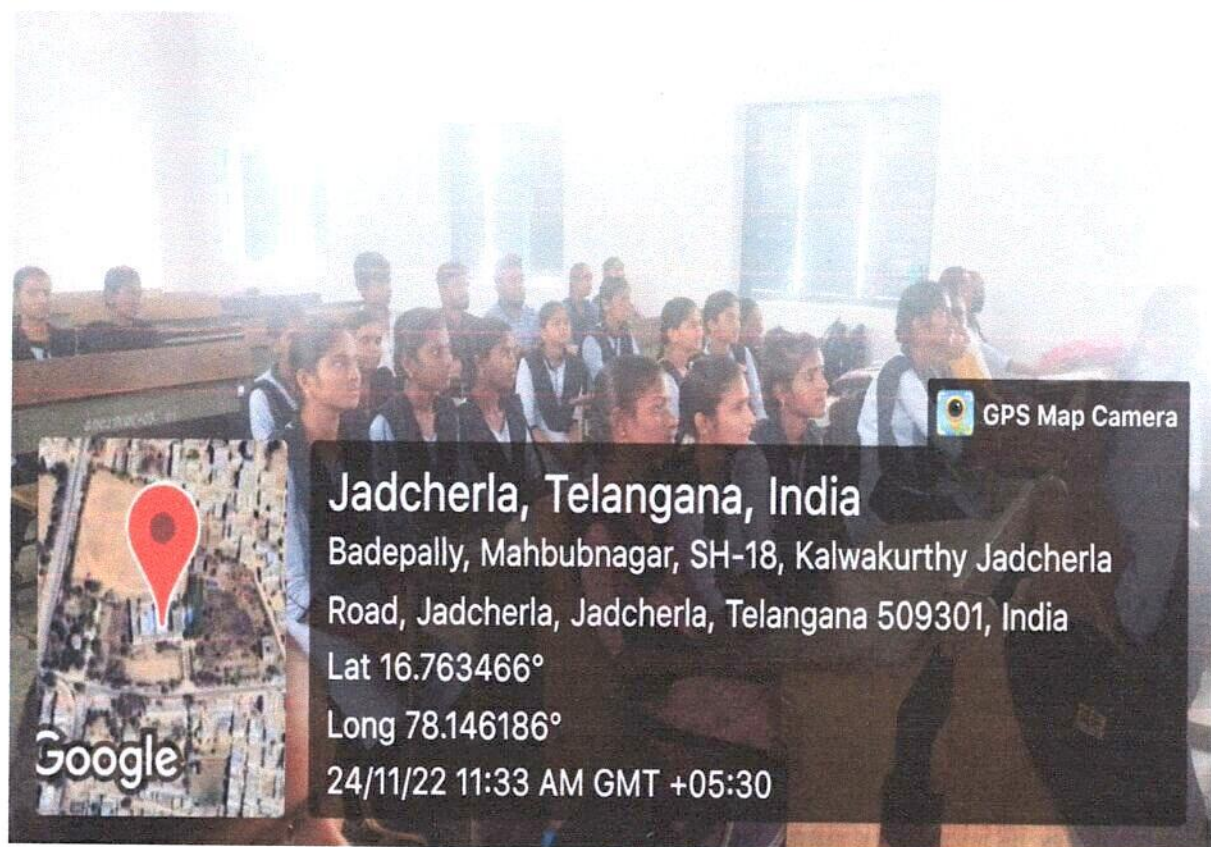 GPS Map Camera
Jadcherla, Telangana, India
Badepally, Mahbubnagar, SH-18, Kalwakurthy Jadcherla
Road, Jadcherla, Jadcherla, Telangana 509301, India
Lat 16.763466°
Long 78.146186°
24/11/22 11:33 AM GMT +05:30
Google